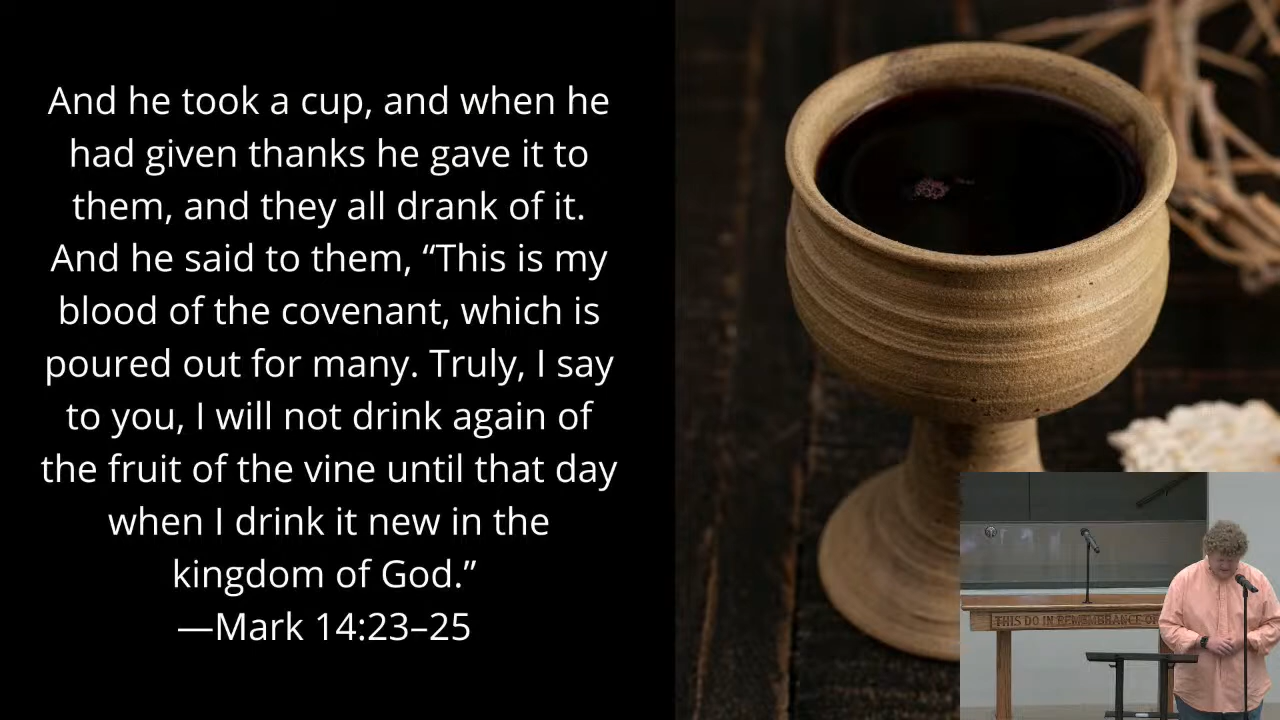 And he took a cup, and when he
had given thanks he gave it to
them, and they all drank of it.
And he said to them, “This is my
blood of the covenant, which is
poured out for many. Truly, I say
to you, I will not drink again of
the fruit of the vine until that day
when I drink it new in the
kingdom of God.”
—Mark 14:23–25
THIS DO IN REMEMBRANCE OF